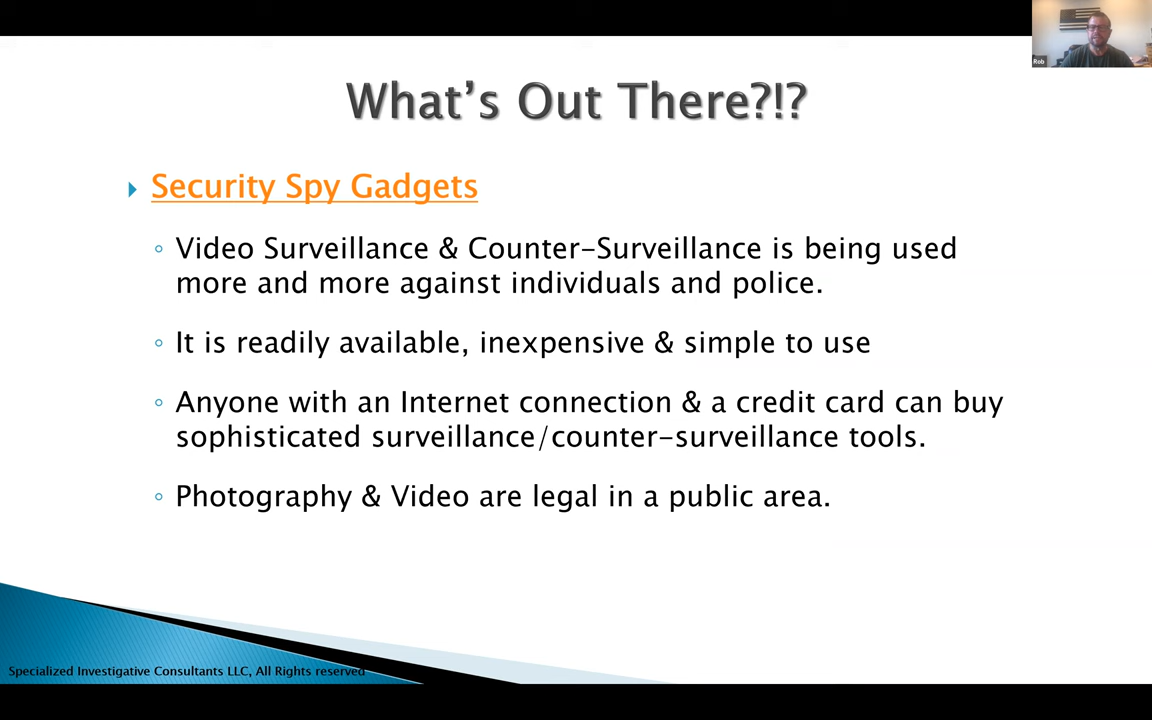 Rob
What's Out There?!?
Security Spy Gadgets
Video Surveillance & Counter-Surveillance is being used
more and more against individuals and police.
It is readily available, inexpensive & simple to use
Anyone with an Internet connection & a credit card can buy
sophisticated surveillance/counter-surveillance tools.
Photography & Video are legal in a public area.
Specialized Investigative Consultants LLC, All Rights reserved